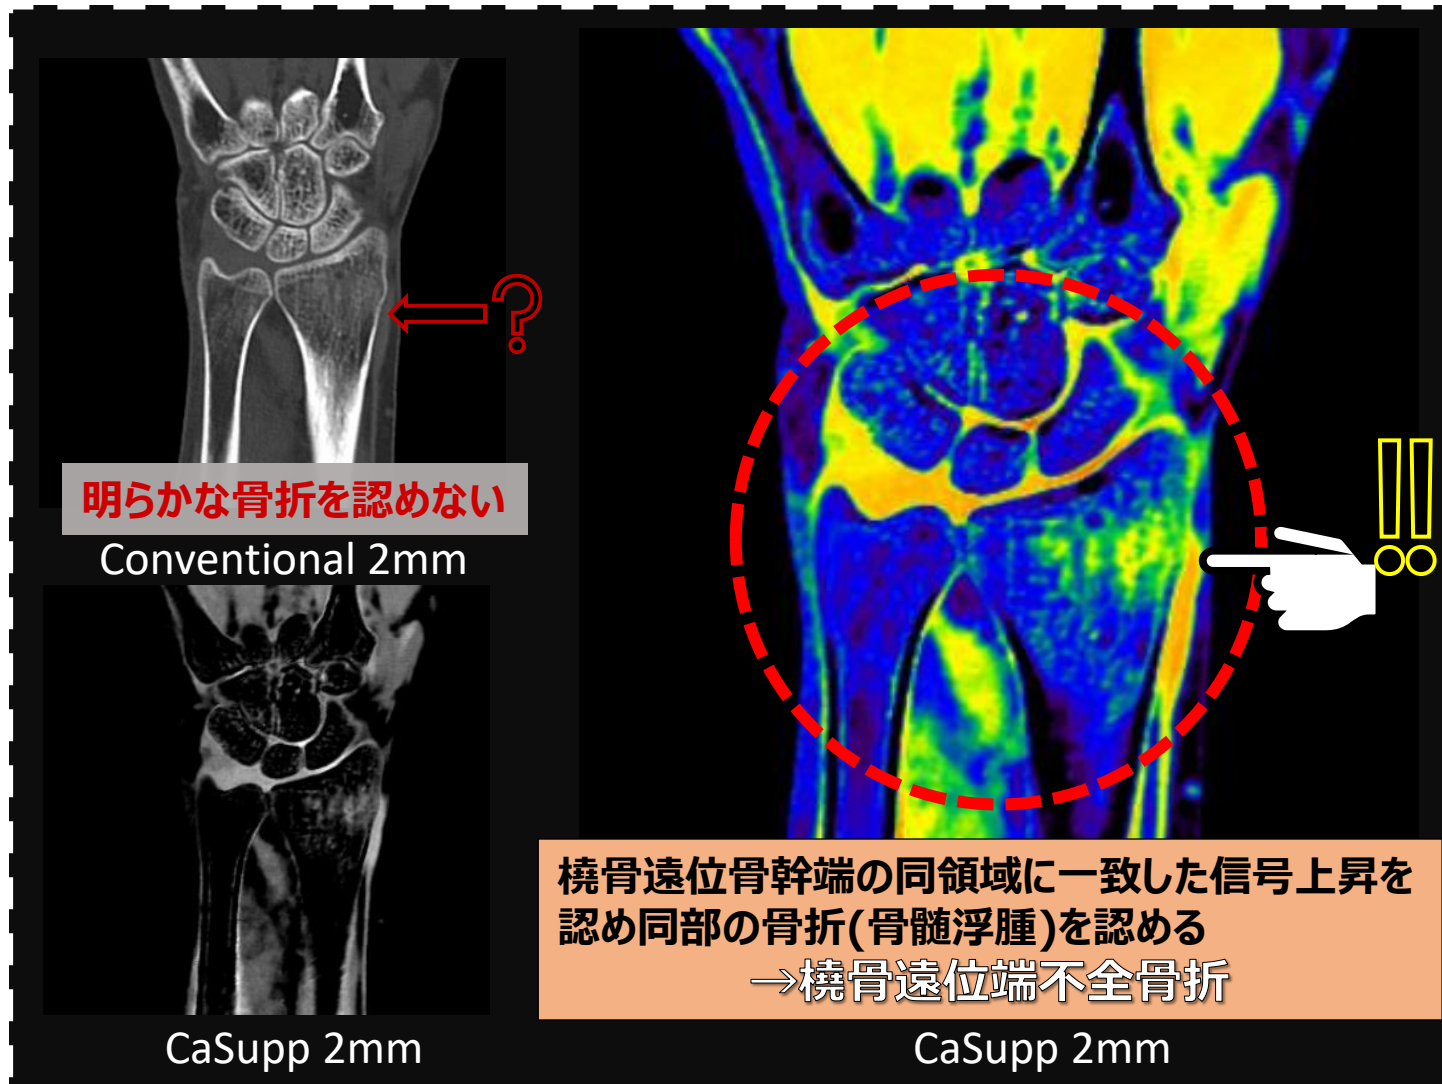 ?
明らかな骨折を認めない
Conventional 2mm
CaSupp 2mm
!!
橈骨遠位骨幹端の同領域に一致した信号上昇を
認め同部の骨折(骨髄浮腫)を認める
→橈骨遠位端不全骨折
CaSupp 2mm